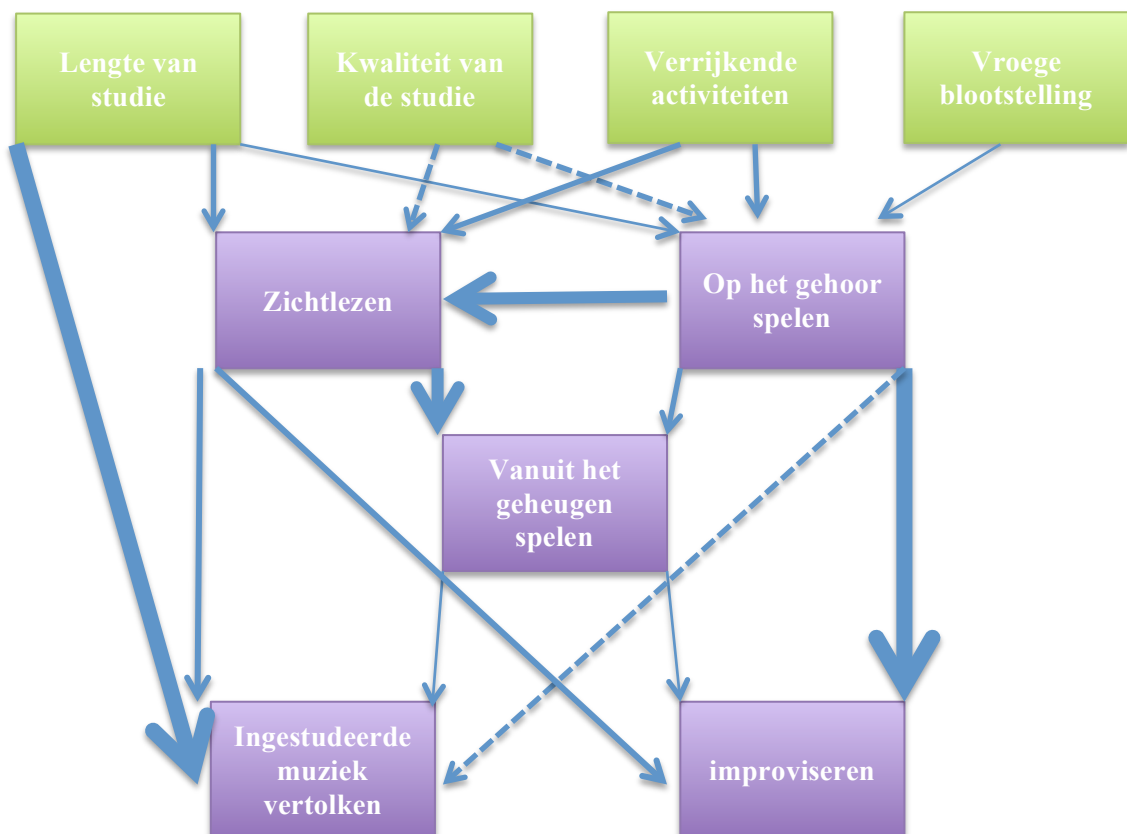 Lengte van
studie
Kwaliteit van
de studie
Verrijkende
activiteiten
Vroege
blootstelling
Zichtlezen
Op het gehoor
spelen
Vanuit het
geheugen
spelen
Ingestudeerde
muziek
vertolken
improviseren